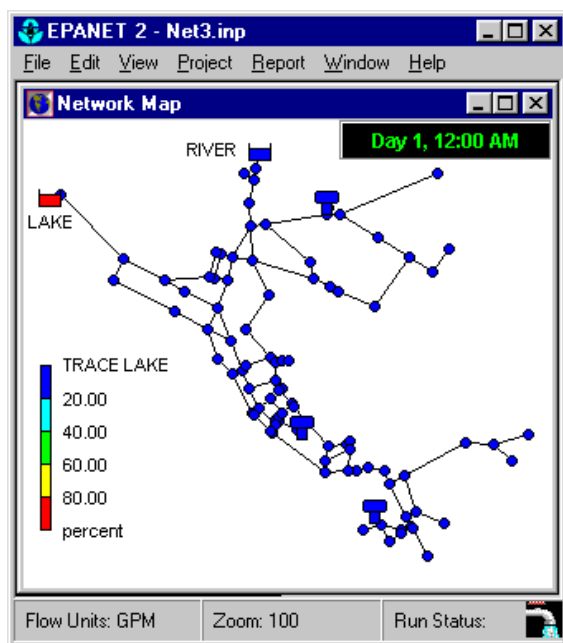 EPANET 2 - Net3.inp
File Edit View Project Report Window Help
Network Map
Day 1, 12:00 AM
RIVER
LAKE
TRACE LAKE
20.00
40.00
60.00
80.00
percent
Flow Units: GPM
Zoom: 100
Run Status: